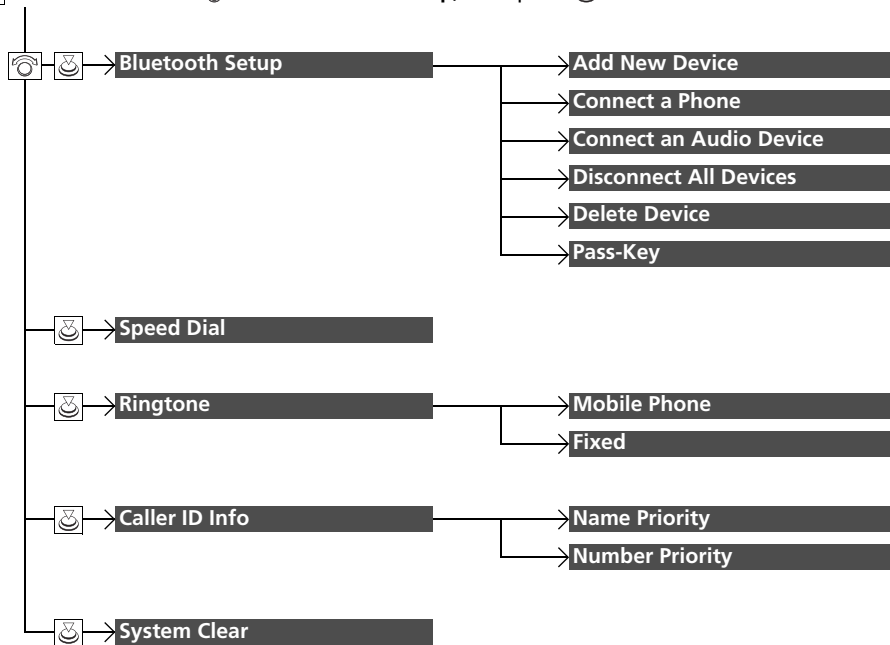 Bluetooth Setup
Add New Device
Connect a Phone
Connect an Audio Device
Disconnect All Devices
Delete Device
Pass-Key
Speed Dial
Ringtone
Mobile Phone
Fixed
Caller ID Info
Name Priority
Number Priority
System Clear